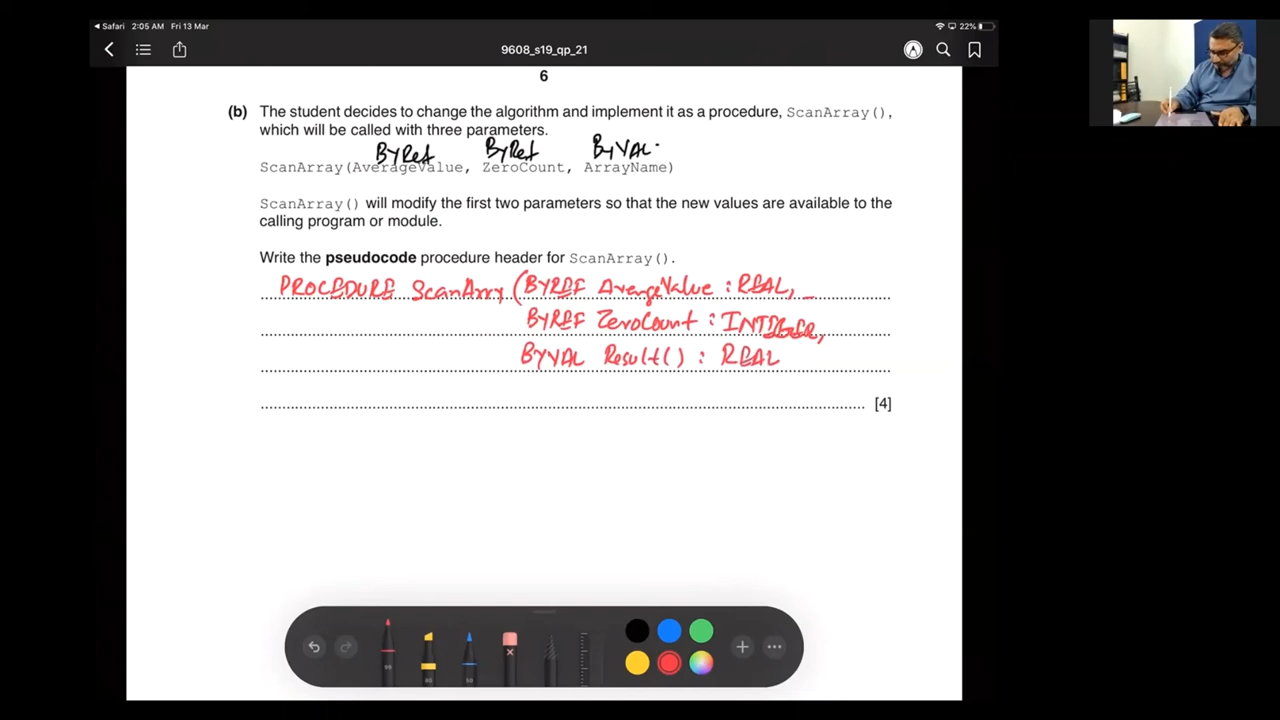 Safari 2:05 AM Fri 13 Mar 22%
9608_s19_qp_21
6
(b) The student decides to change the algorithm and implement it as a procedure, ScanArray(),
which will be called with three parameters.
ByRef ByRef ByVAL
ScanArray(AverageValue, ZeroCount, ArrayName)
ScanArray() will modify the first two parameters so that the new values are available to the
calling program or module.
Write the pseudocode procedure header for ScanArray().
PROCEDURE ScanArry (BYREF AverageValue : REAL, _
BYREF ZeroCount : INTEGER,
BYVAL Result() : REAL
[4]